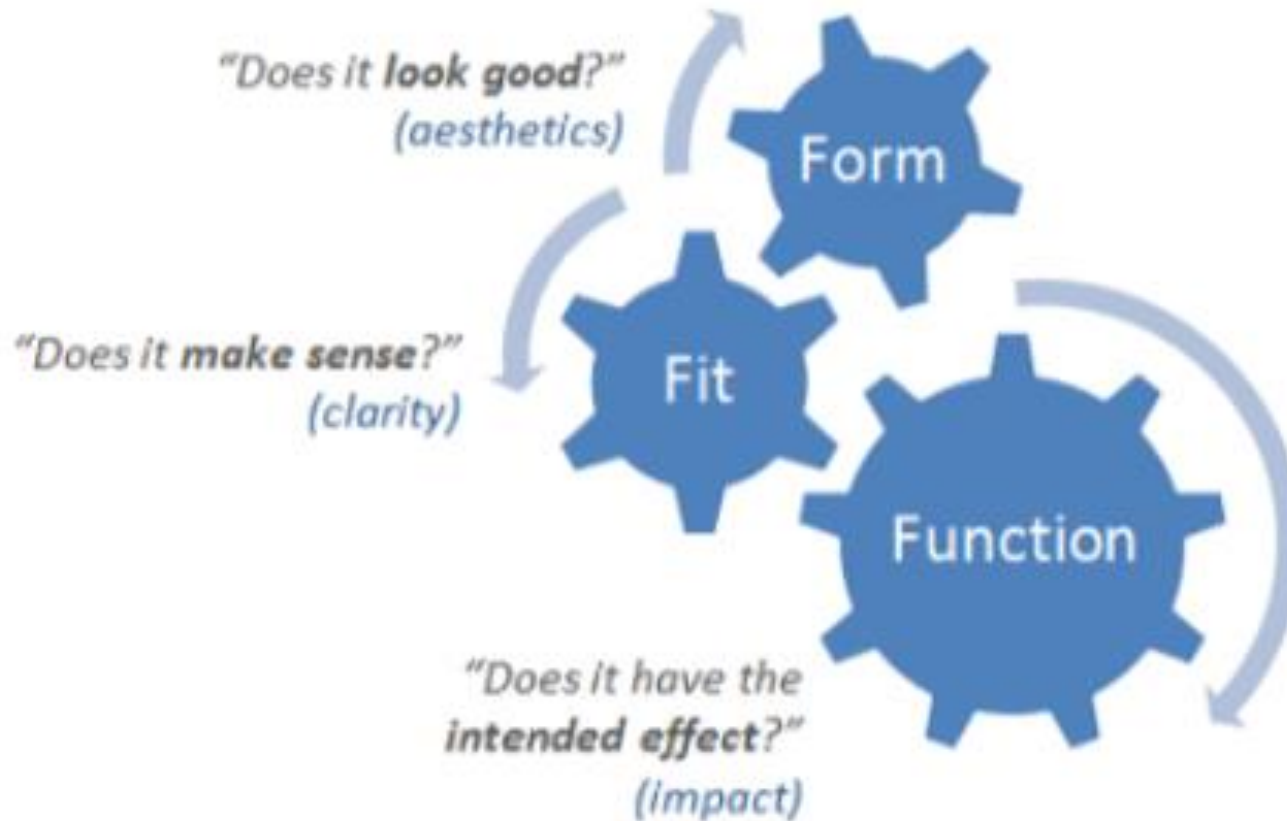 “Does it look good?”
(aesthetics)
Form
“Does it make sense?”
(clarity)
Fit
Function
“Does it have the
intended effect?”
(impact)